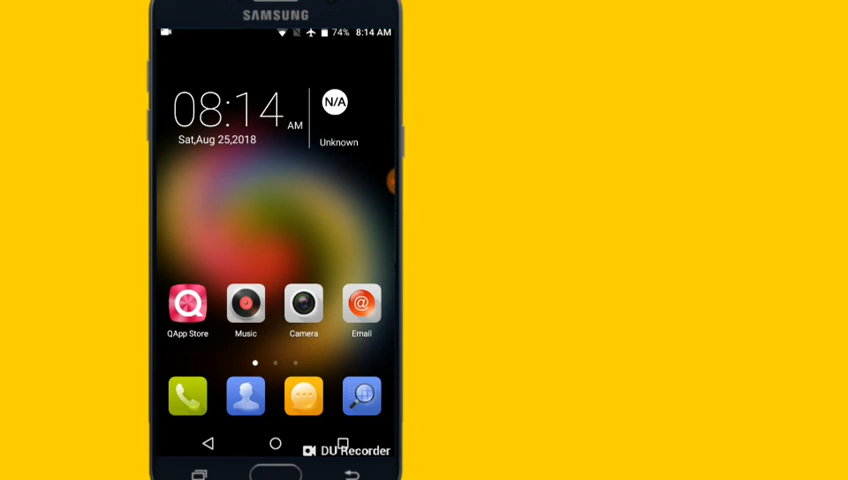 SAMSUNG
74% 8:14 AM
08:14 AM
Sat,Aug 25,2018
N/A
Unknown
QApp Store Music Camera Email
@
DU Recorder